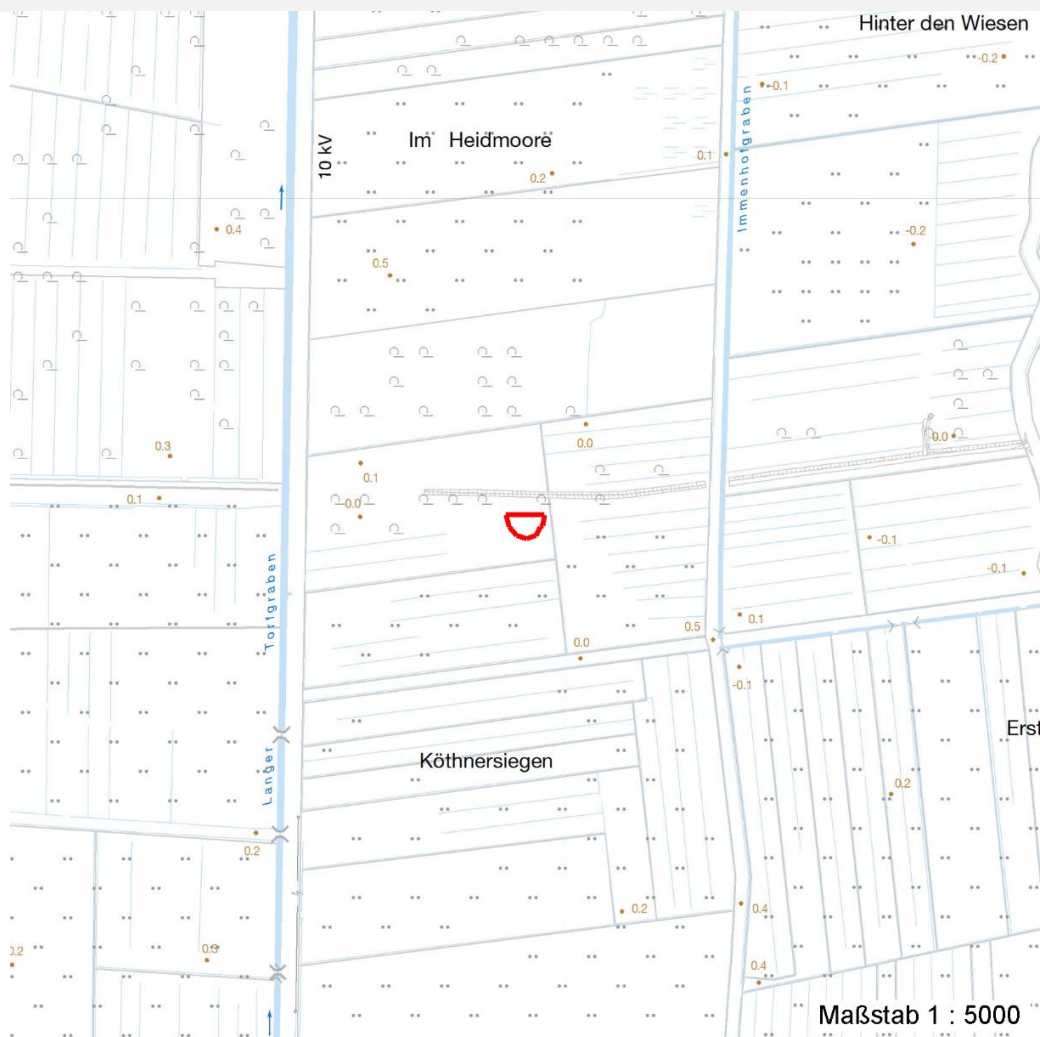 Hinter den Wiesen
-0.2
-0.1
Immenhofgraben
10 kV
Im Heidmoore
0.1
0.2
0.4
-0.2
0.5
0.3
0.0
-0.0
0.1
0.1
-0.0
-0.1
-0.1
Torfgraben
0.1
0.5
0.0
-0.1
Erst
Langer
Köthnersiegen
0.2
0.2
0.2
0.4
0.3
0.2
0.4
Maßstab 1 : 5000